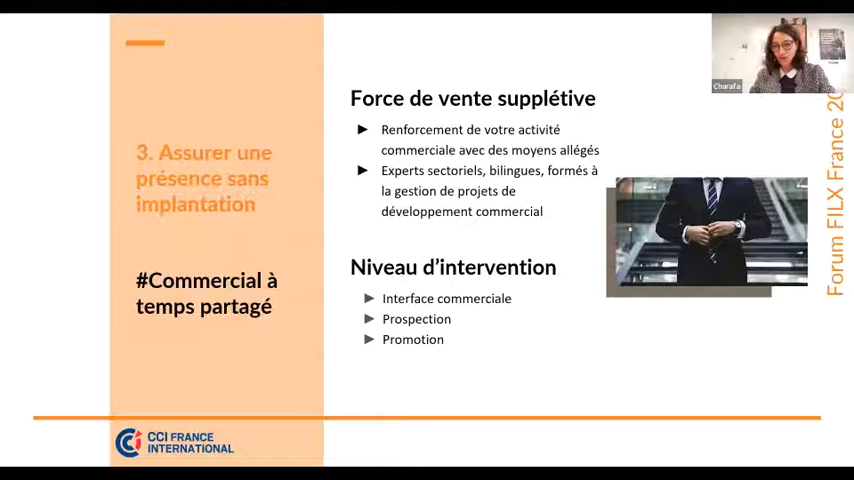 3. Assurer une
présence sans
implantation
#Commercial à
temps partagé
Force de vente supplétive
► Renforcement de votre activité
commerciale avec des moyens allégés
► Experts sectoriels, bilingues, formés à
la gestion de projets de
développement commercial
Niveau d’intervention
► Interface commerciale
► Prospection
► Promotion
Charafa
Forum FILX France
CCI FRANCE
INTERNATIONAL